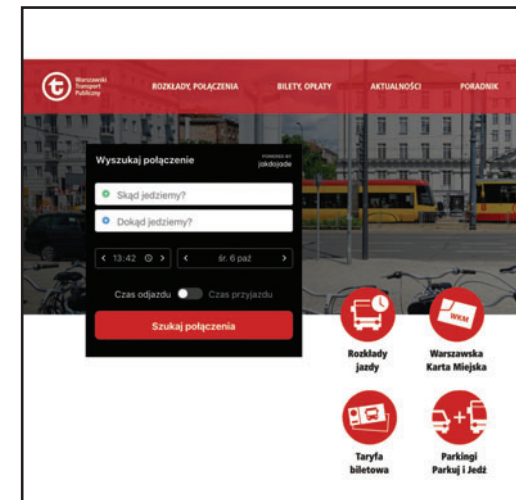 Warszawski
Transport
Publiczny
ROZKŁADY, POŁĄCZENIA
BILETY, OPŁATY
AKTUALNOŚCI
PORADNIK
Wyszukaj połączenie
POWERED BY
jakdojade
Skąd jedziemy?
Dokąd jedziemy?
13:42
śr. 6 paź
Czas odjazdu
Czas przyjazdu
Szukaj połączenia
Rozkłady
jazdy
WKM
Warszawska
Karta Miejska
Taryfa
biletowa
Parkingi
Parkuj i Jedź